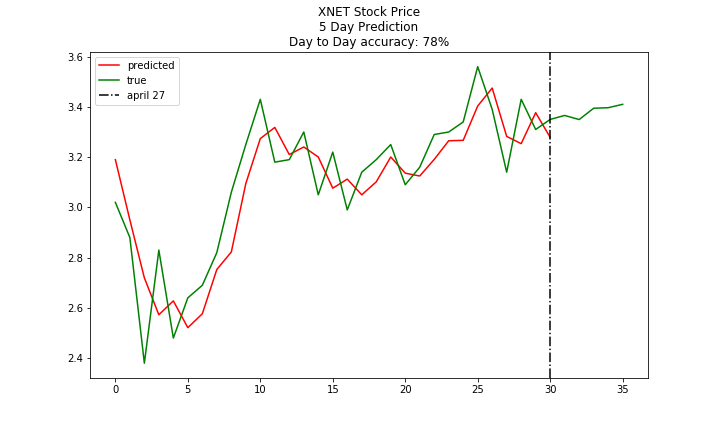 XNET Stock Price
5 Day Prediction
Day to Day accuracy: 78%
predicted
true
april 27
3.6
3.4
3.2
3.0
2.8
2.6
2.4
0 5 10 15 20 25 30 35